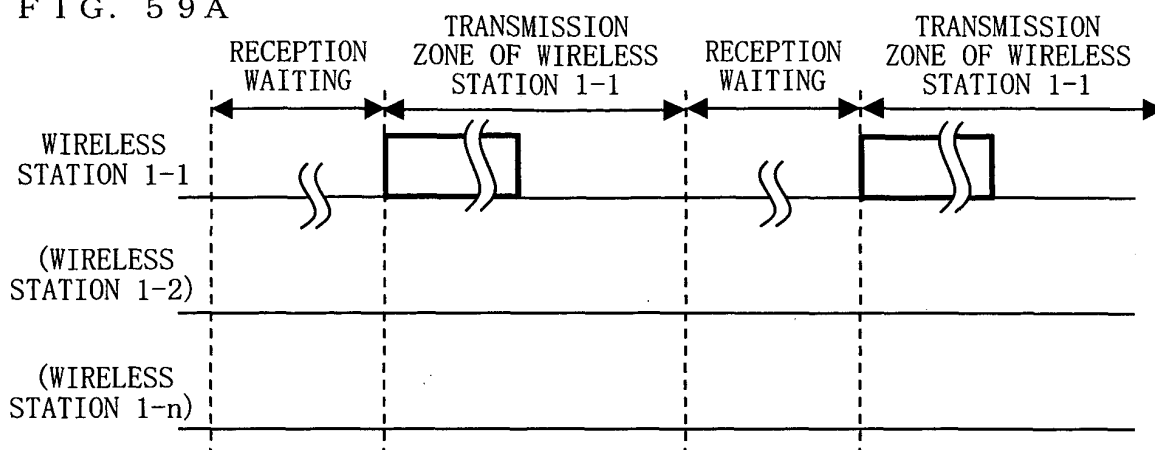 FIG. 59A
RECEPTION
WAITING
TRANSMISSION
ZONE OF WIRELESS
STATION 1-1
RECEPTION
WAITING
TRANSMISSION
ZONE OF WIRELESS
STATION 1-1
WIRELESS
STATION 1-1
(WIRELESS
STATION 1-2)
(WIRELESS
STATION 1-n)